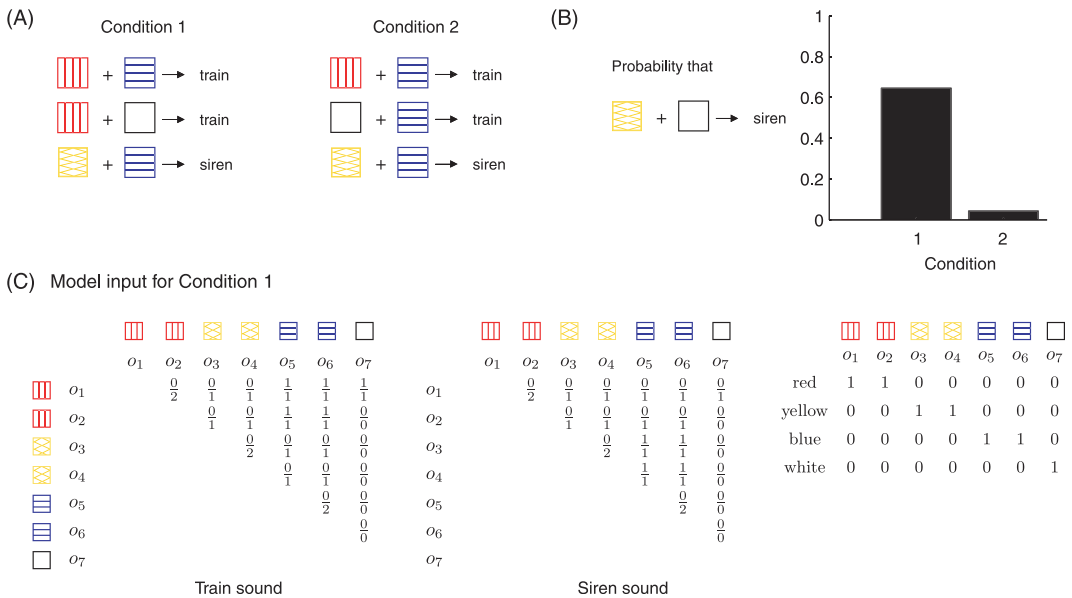 (A)
Condition 1
+ train
+ train
+ siren
Condition 2
+ train
+ train
+ siren
(B)
Probability that
+ siren
1
0.8
0.6
0.4
0.2
0
1 2
Condition
(C) Model input for Condition 1
o₁ o₂ o₃ o₄ o₅ o₆ o₇
o₁ 0/2 0/1 0/1 1/1 1/1 1/1
o₂ 0/1 0/1 1/1 1/1 0/0
o₃ 0/2 0/1 0/1 0/0
o₄ 0/1 0/1 0/0
o₅ 0/2 0/0
o₆ 0/0
o₇
Train sound
o₁ o₂ o₃ o₄ o₅ o₆ o₇
o₁ 0/2 0/1 0/1 0/1 0/1 0/1
o₂ 0/1 0/1 0/1 0/1 0/0
o₃ 0/2 1/1 1/1 0/0
o₄ 1/1 1/1 0/0
o₅ 0/2 0/0
o₆ 0/0
o₇
Siren sound
o₁ o₂ o₃ o₄ o₅ o₆ o₇
red 1 1 0 0 0 0 0
yellow 0 0 1 1 0 0 0
blue 0 0 0 0 1 1 0
white 0 0 0 0 0 0 1